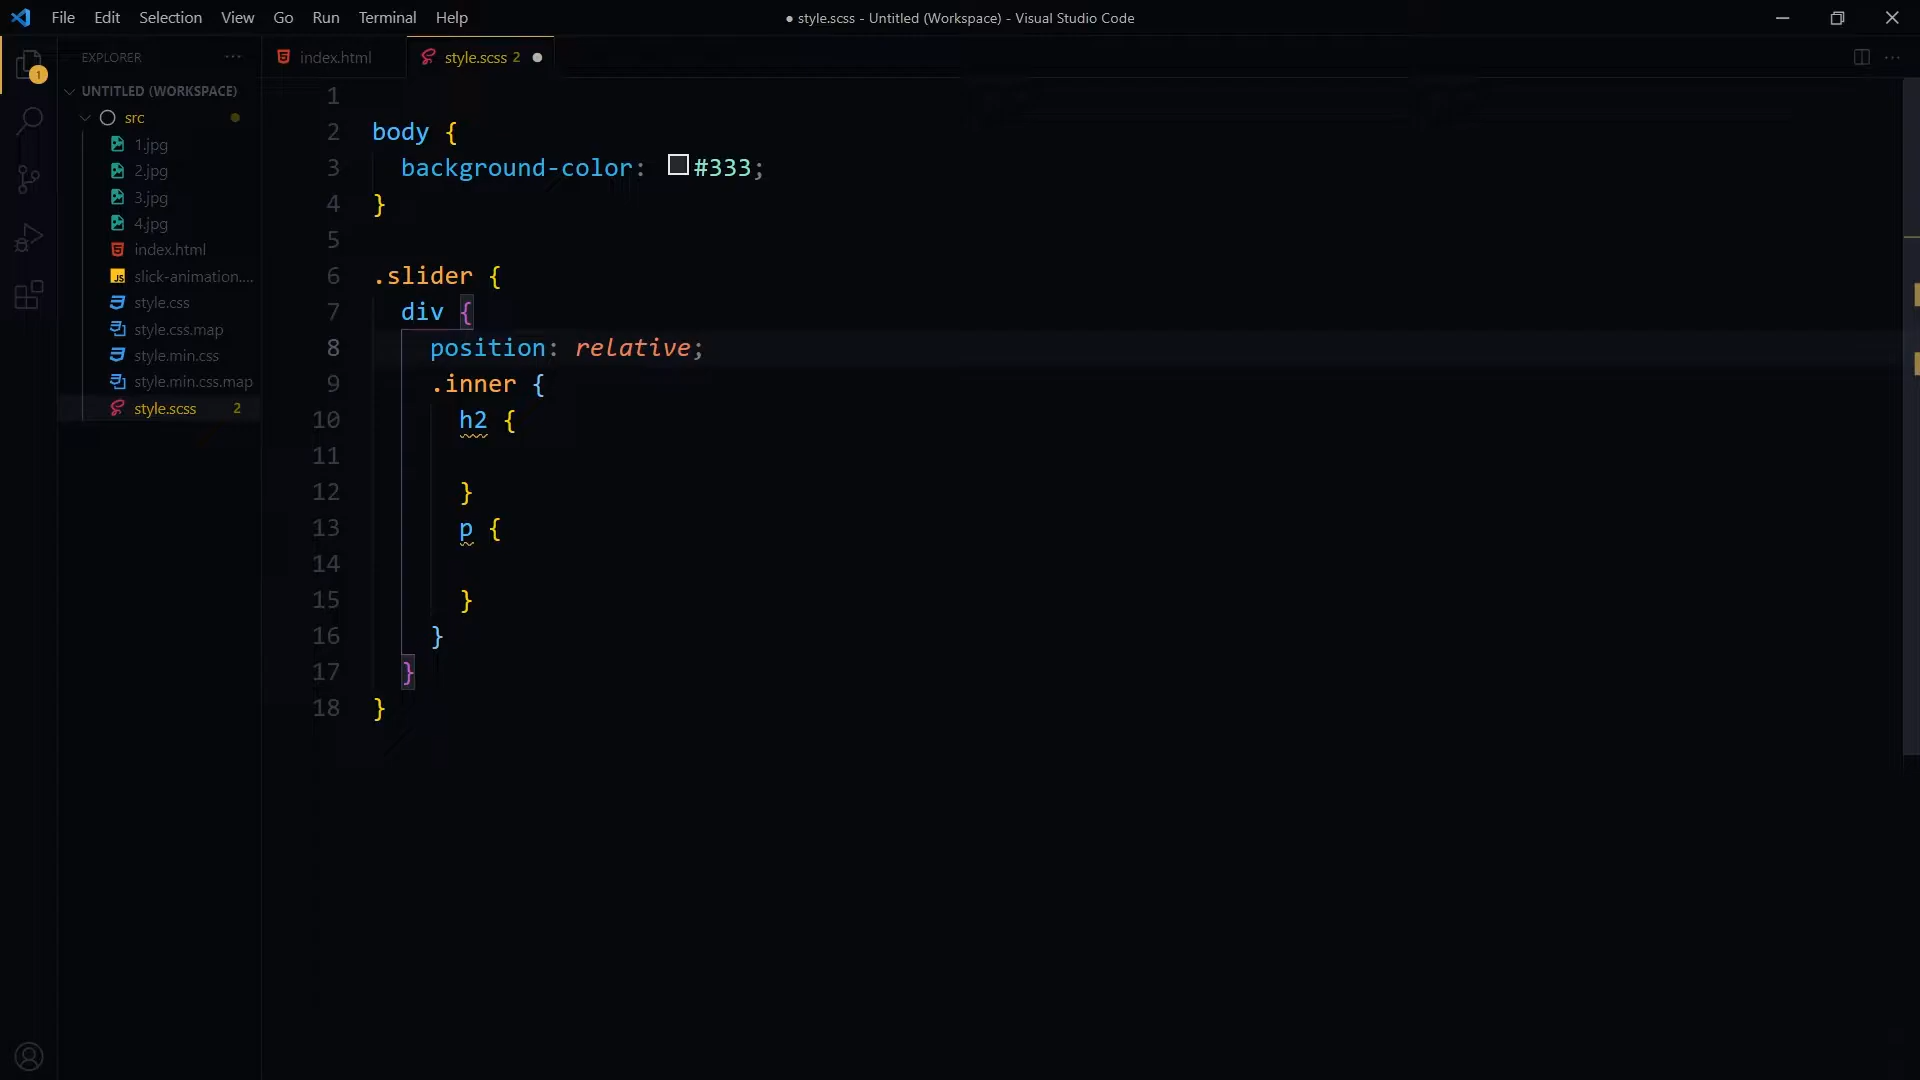 File Edit Selection View Go Run Terminal Help
● style.scss - Untitled (Workspace) - Visual Studio Code
1
EXPLORER ...
UNTITLED (WORKSPACE)
src
1.jpg
2.jpg
3.jpg
4.jpg
index.html
slick-animation....
style.css
style.css.map
style.min.css
style.min.css.map
style.scss 2
index.html
style.scss 2 ●
1
2 body {
3   background-color: #333;
4 }
5
6 .slider {
7   div {
8     position: relative;
9     .inner {
10       h2 {
11
12       }
13       p {
14
15       }
16     }
17   }
18 }